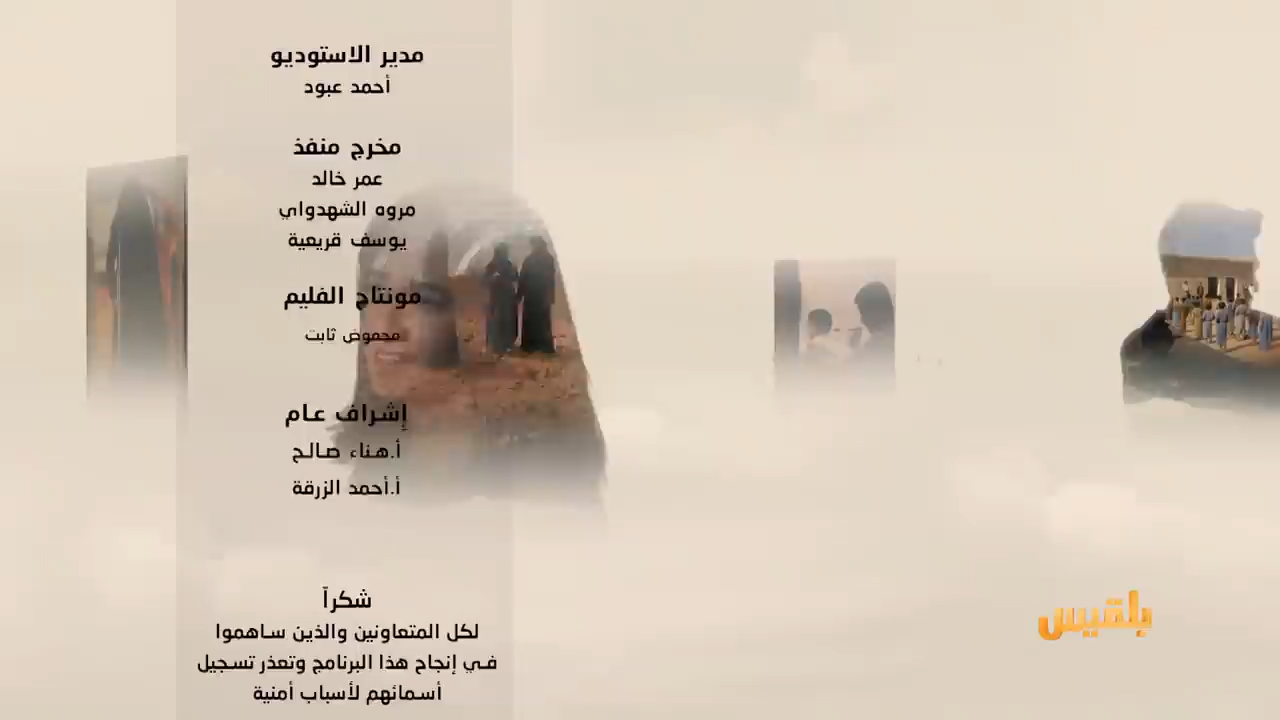 مدير الاستوديو
أحمد عبود
مخرج منفذ
عمر خالد
مروه الشهدواي
يوسف قريعية
مونتاج الفليم
محموض ثابت
إشراف عام
أ.هناء صالح
أ.أحمد الزرقة
شكراً
لكل المتعاونين والذين ساهموا
في إنجاح هذا البرنامج وتعذر تسجيل
أسمائهم لأسباب أمنية
بلقيس